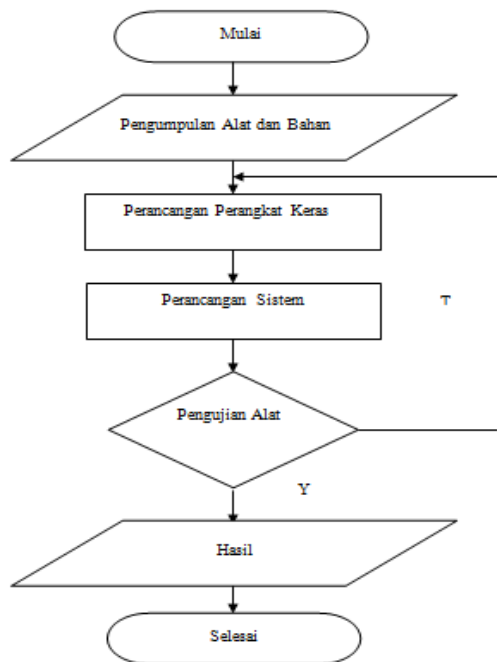 Mulai
Pengumpulan Alat dan Bahan
Perancangan Perangkat Keras
Perancangan Sistem
T
Pengujian Alat
Y
Hasil
Selesai